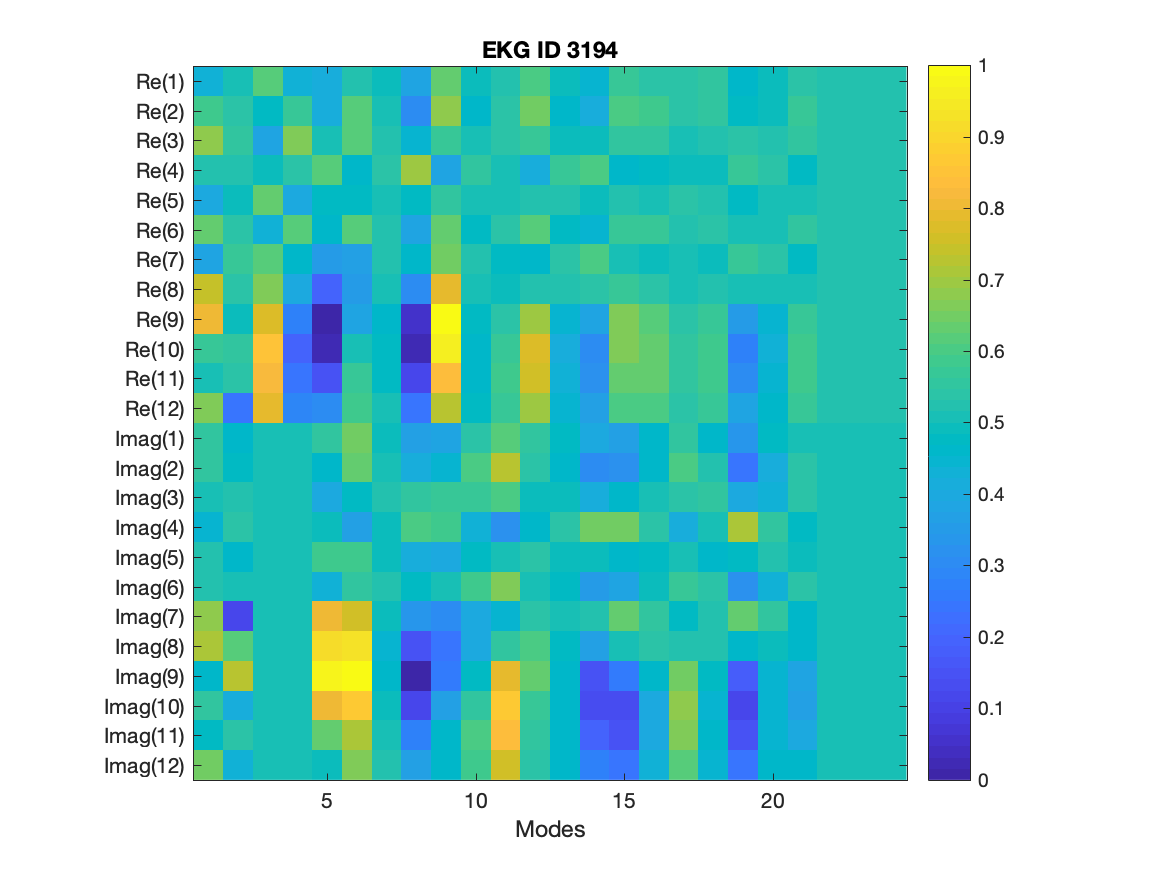 EKG ID 3194
Re(1)
Re(2)
Re(3)
Re(4)
Re(5)
Re(6)
Re(7)
Re(8)
Re(9)
Re(10)
Re(11)
Re(12)
Imag(1)
Imag(2)
Imag(3)
Imag(4)
Imag(5)
Imag(6)
Imag(7)
Imag(8)
Imag(9)
Imag(10)
Imag(11)
Imag(12)
5 10 15 20
Modes
1
0.9
0.8
0.7
0.6
0.5
0.4
0.3
0.2
0.1
0